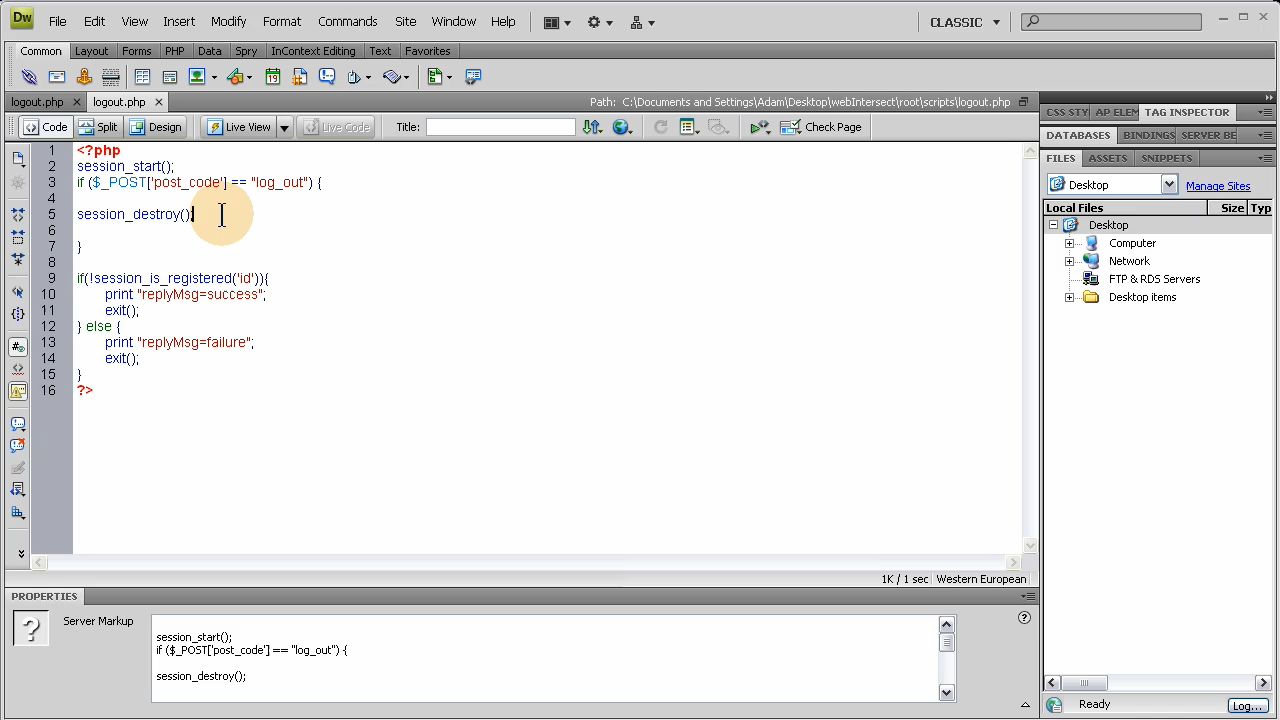 Dw File Edit View Insert Modify Format Commands Site Window Help CLASSIC
Common Layout Forms PHP Data Spry InContext Editing Text Favorites
19
logout.php logout.php Path: C:\Documents and Settings\Adam\Desktop\webIntersect\root\scripts\logout.php
Code Split Design Live View Live Code Title: Check Page
1 <?php
2 session_start();
3 if ($_POST['post_code'] == "log_out") {
4
5 session_destroy();
6
7 }
8
9 if(!session_is_registered('id')){
10 print "replyMsg=success";
11 exit();
12 } else {
13 print "replyMsg=failure";
14 exit();
15 }
16 ?>
1K / 1 sec Western European
PROPERTIES
? Server Markup
session_start();
if ($_POST['post_code'] == "log_out") {
session_destroy();
CSS STY AP ELEM TAG INSPECTOR
DATABASES BINDINGS SERVER BE
FILES ASSETS SNIPPETS
Desktop Manage Sites
Local Files Size Typ
Desktop
Computer
Network
FTP & RDS Servers
Desktop items
Ready Log...